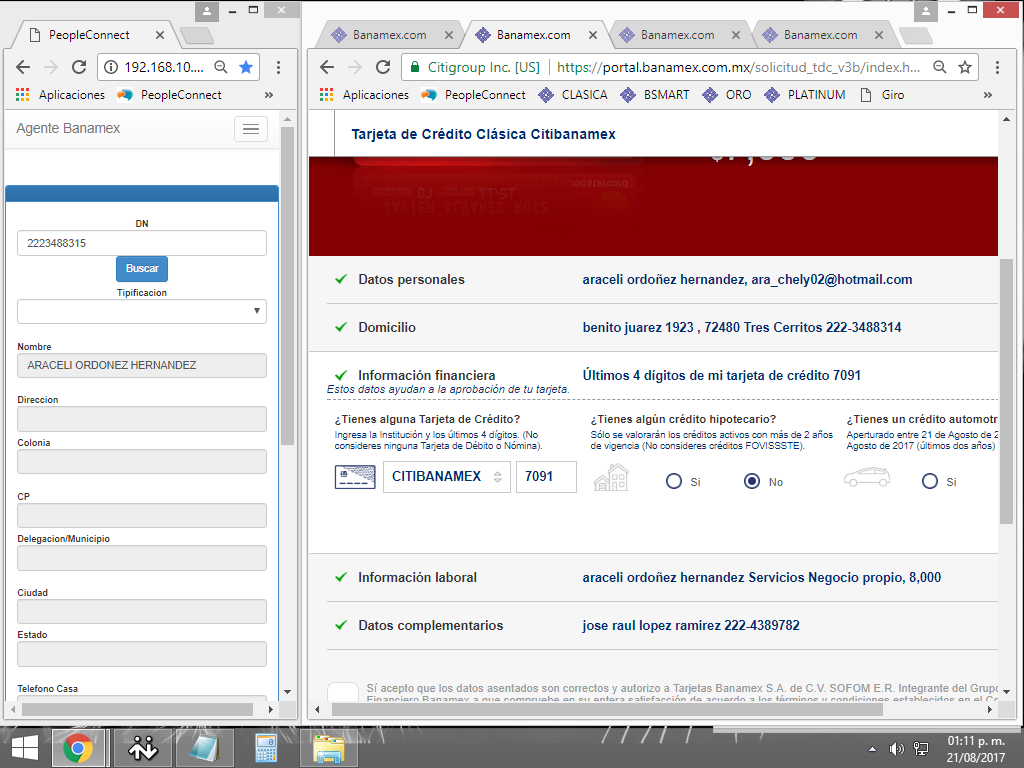 PeopleConnect
192.168.10....
Aplicaciones
PeopleConnect
»
Agente Banamex
DN
2223488315
Buscar
Tipificacion
Nombre
ARACELI ORDONEZ HERNANDEZ
Direccion
Colonia
CP
Delegacion/Municipio
Ciudad
Estado
Telefono Casa
Banamex.com
Banamex.com
Banamex.com
Banamex.com
Citigroup Inc. [US] https://portal.banamex.com.mx/solicitud_tdc_v3b/index.h...
Aplicaciones PeopleConnect CLASICA BSMART ORO PLATINUM Giro »
Tarjeta de Crédito Clásica Citibanamex
Datos personales araceli ordoñez hernandez, ara_chely02@hotmail.com
Domicilio benito juarez 1923 , 72480 Tres Cerritos 222-3488314
Información financiera Últimos 4 dígitos de mi tarjeta de crédito 7091
Estos datos ayudan a la aprobación de tu tarjeta.
¿Tienes alguna Tarjeta de Crédito?
Ingresa la Institución y los últimos 4 dígitos. (No
consideres ninguna Tarjeta de Débito o Nómina).
CITIBANAMEX 7091
¿Tienes algún crédito hipotecario?
Sólo se valorarán los créditos activos con más de 2 años
de vigencia (No consideres créditos FOVISSSTE).
Si No
¿Tienes un crédito automotr
Aperturado entre 21 de Agosto de 2
Agosto de 2017 (últimos dos años)
Si
Información laboral araceli ordoñez hernandez Servicios Negocio propio, 8,000
Datos complementarios jose raul lopez ramirez 222-4389782
Sí acepto que los datos asentados son correctos y autorizo a Tarjetas Banamex S.A. de C.V. SOFOM E.R. Integrante del Grupo
Financiero Banamex a que compruebe en su entera satisfacción de acuerdo a los términos y condiciones establecidos en el Co
01:11 p. m.
21/08/2017